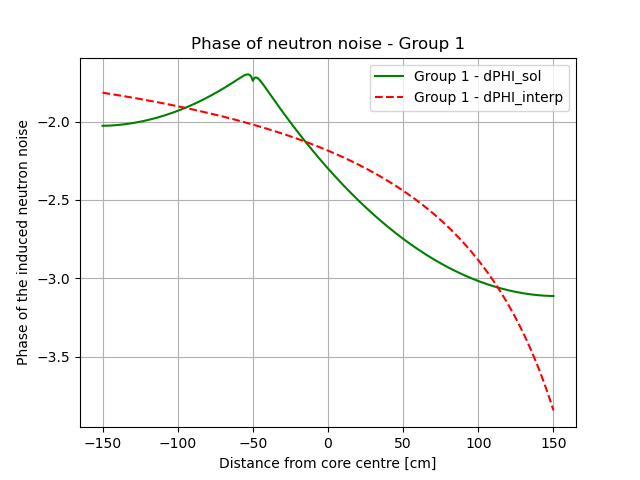 Phase of neutron noise - Group 1
Group 1 - dPHI_sol
Group 1 - dPHI_interp
Phase of the induced neutron noise
−2.0
−2.5
−3.0
−3.5
−150
−100
−50
0
50
100
150
Distance from core centre [cm]